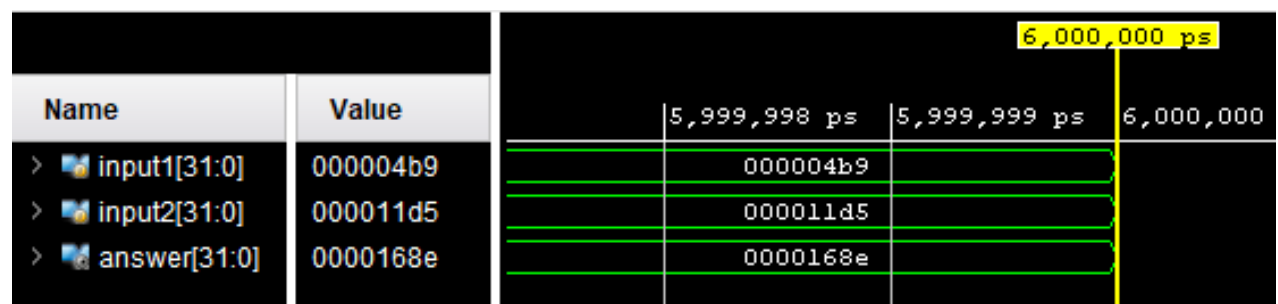 6,000,000 ps
Name Value 5,999,998 ps 5,999,999 ps 6,000,000
input1[31:0] 000004b9 000004b9
input2[31:0] 000011d5 000011d5
answer[31:0] 0000168e 0000168e